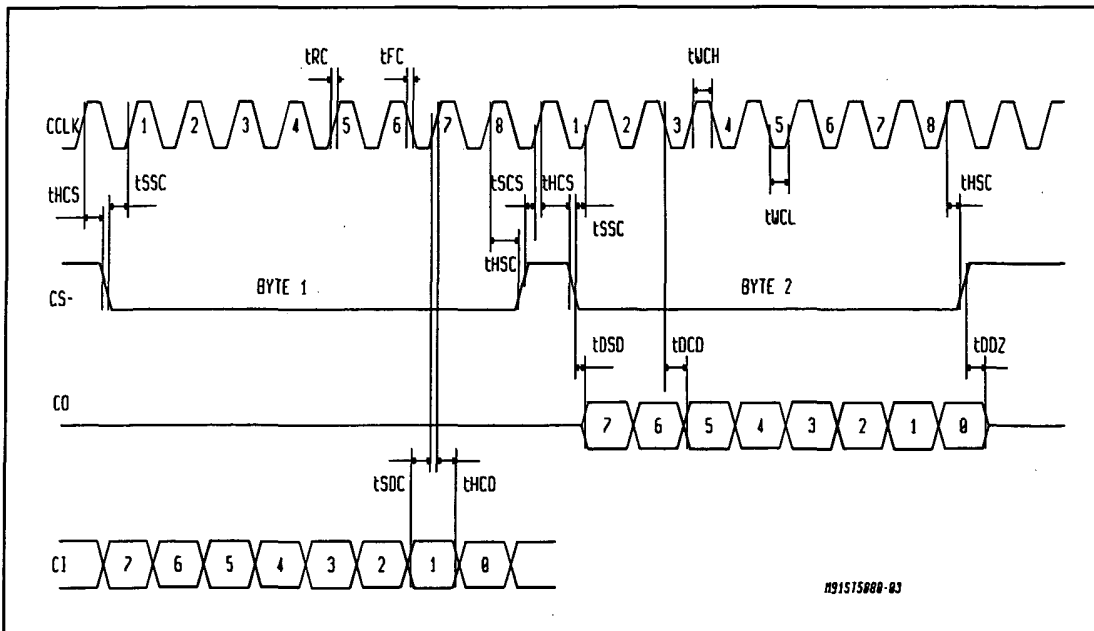 tRC tFC tWCH
CCLK 1 2 3 4 5 6 7 8 1 2 3 4 5 6 7 8
tHCS tSSC tSCS tHCS tSSC tWCL tHSC
tHSC
CS- BYTE 1 BYTE 2
tDSD tDCD tDDZ
CO 7 6 5 4 3 2 1 0
tSDC tHCD
CI 7 6 5 4 3 2 1 0
M91STS080-03